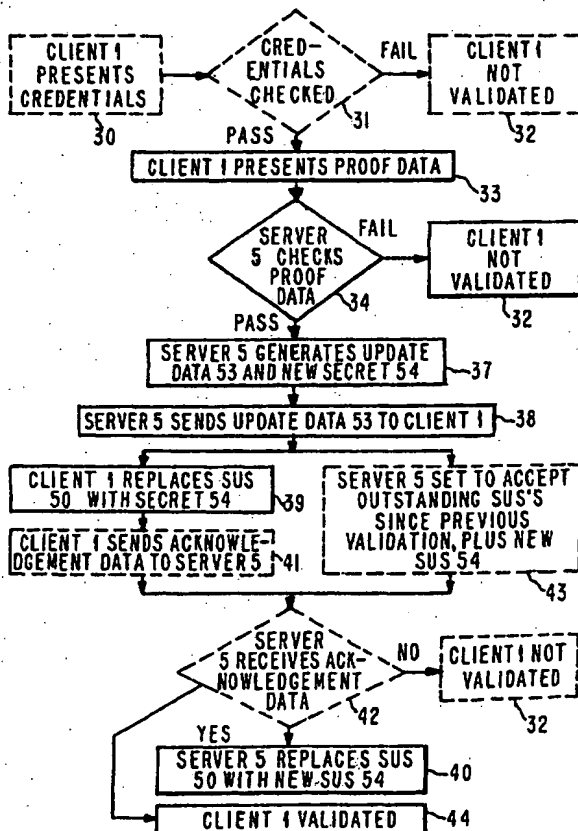 CLIENT 1
PRESENTS
CREDENTIALS
30
CRED-
ENTIALS
CHECKED
31
FAIL
CLIENT 1
NOT
VALIDATED
32
PASS
CLIENT 1 PRESENTS PROOF DATA
33
SERVER
5 CHECKS
PROOF
DATA
34
FAIL
CLIENT 1
NOT
VALIDATED
32
PASS
SERVER 5 GENERATES UPDATE
DATA 53 AND NEW SECRET 54
37
SERVER 5 SENDS UPDATE DATA 53 TO CLIENT 1
38
CLIENT 1 REPLACES SUS
50 WITH SECRET 54
39
CLIENT 1 SENDS ACKNOWLE-
DGEMENT DATA TO SERVER 5
41
SERVER 5 SET TO ACCEPT
OUTSTANDING SUS'S
SINCE PREVIOUS
VALIDATION, PLUS NEW
SUS 54
43
SERVER
5 RECEIVES ACK-
NOWLEDGEMENT
DATA
42
NO
CLIENT 1 NOT
VALIDATED
32
YES
SERVER 5 REPLACES SUS
50 WITH NEW SUS 54
40
CLIENT 1 VALIDATED
44